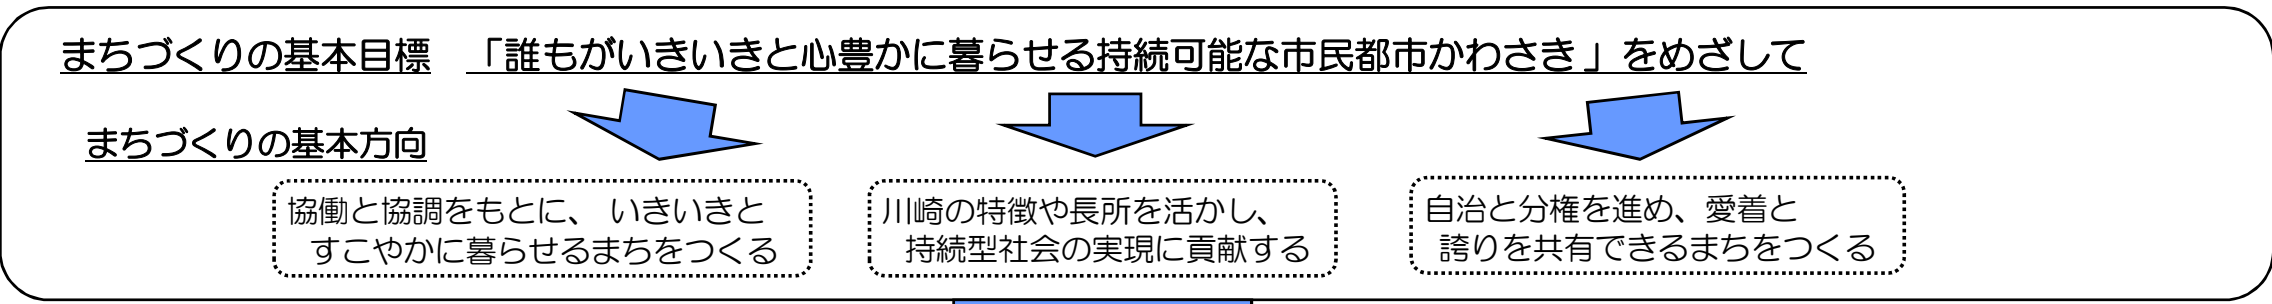 まちづくりの基本目標 「誰もがいきいきと心豊かに暮らせる持続可能な市民都市かわさき」をめざして
まちづくりの基本方向
協働と協調をもとに、 いきいきと
すこやかに暮らせるまちをつくる
川崎の特徴や長所を活かし、
持続型社会の実現に貢献する
自治と分権を進め、愛着と
誇りを共有できるまちをつくる